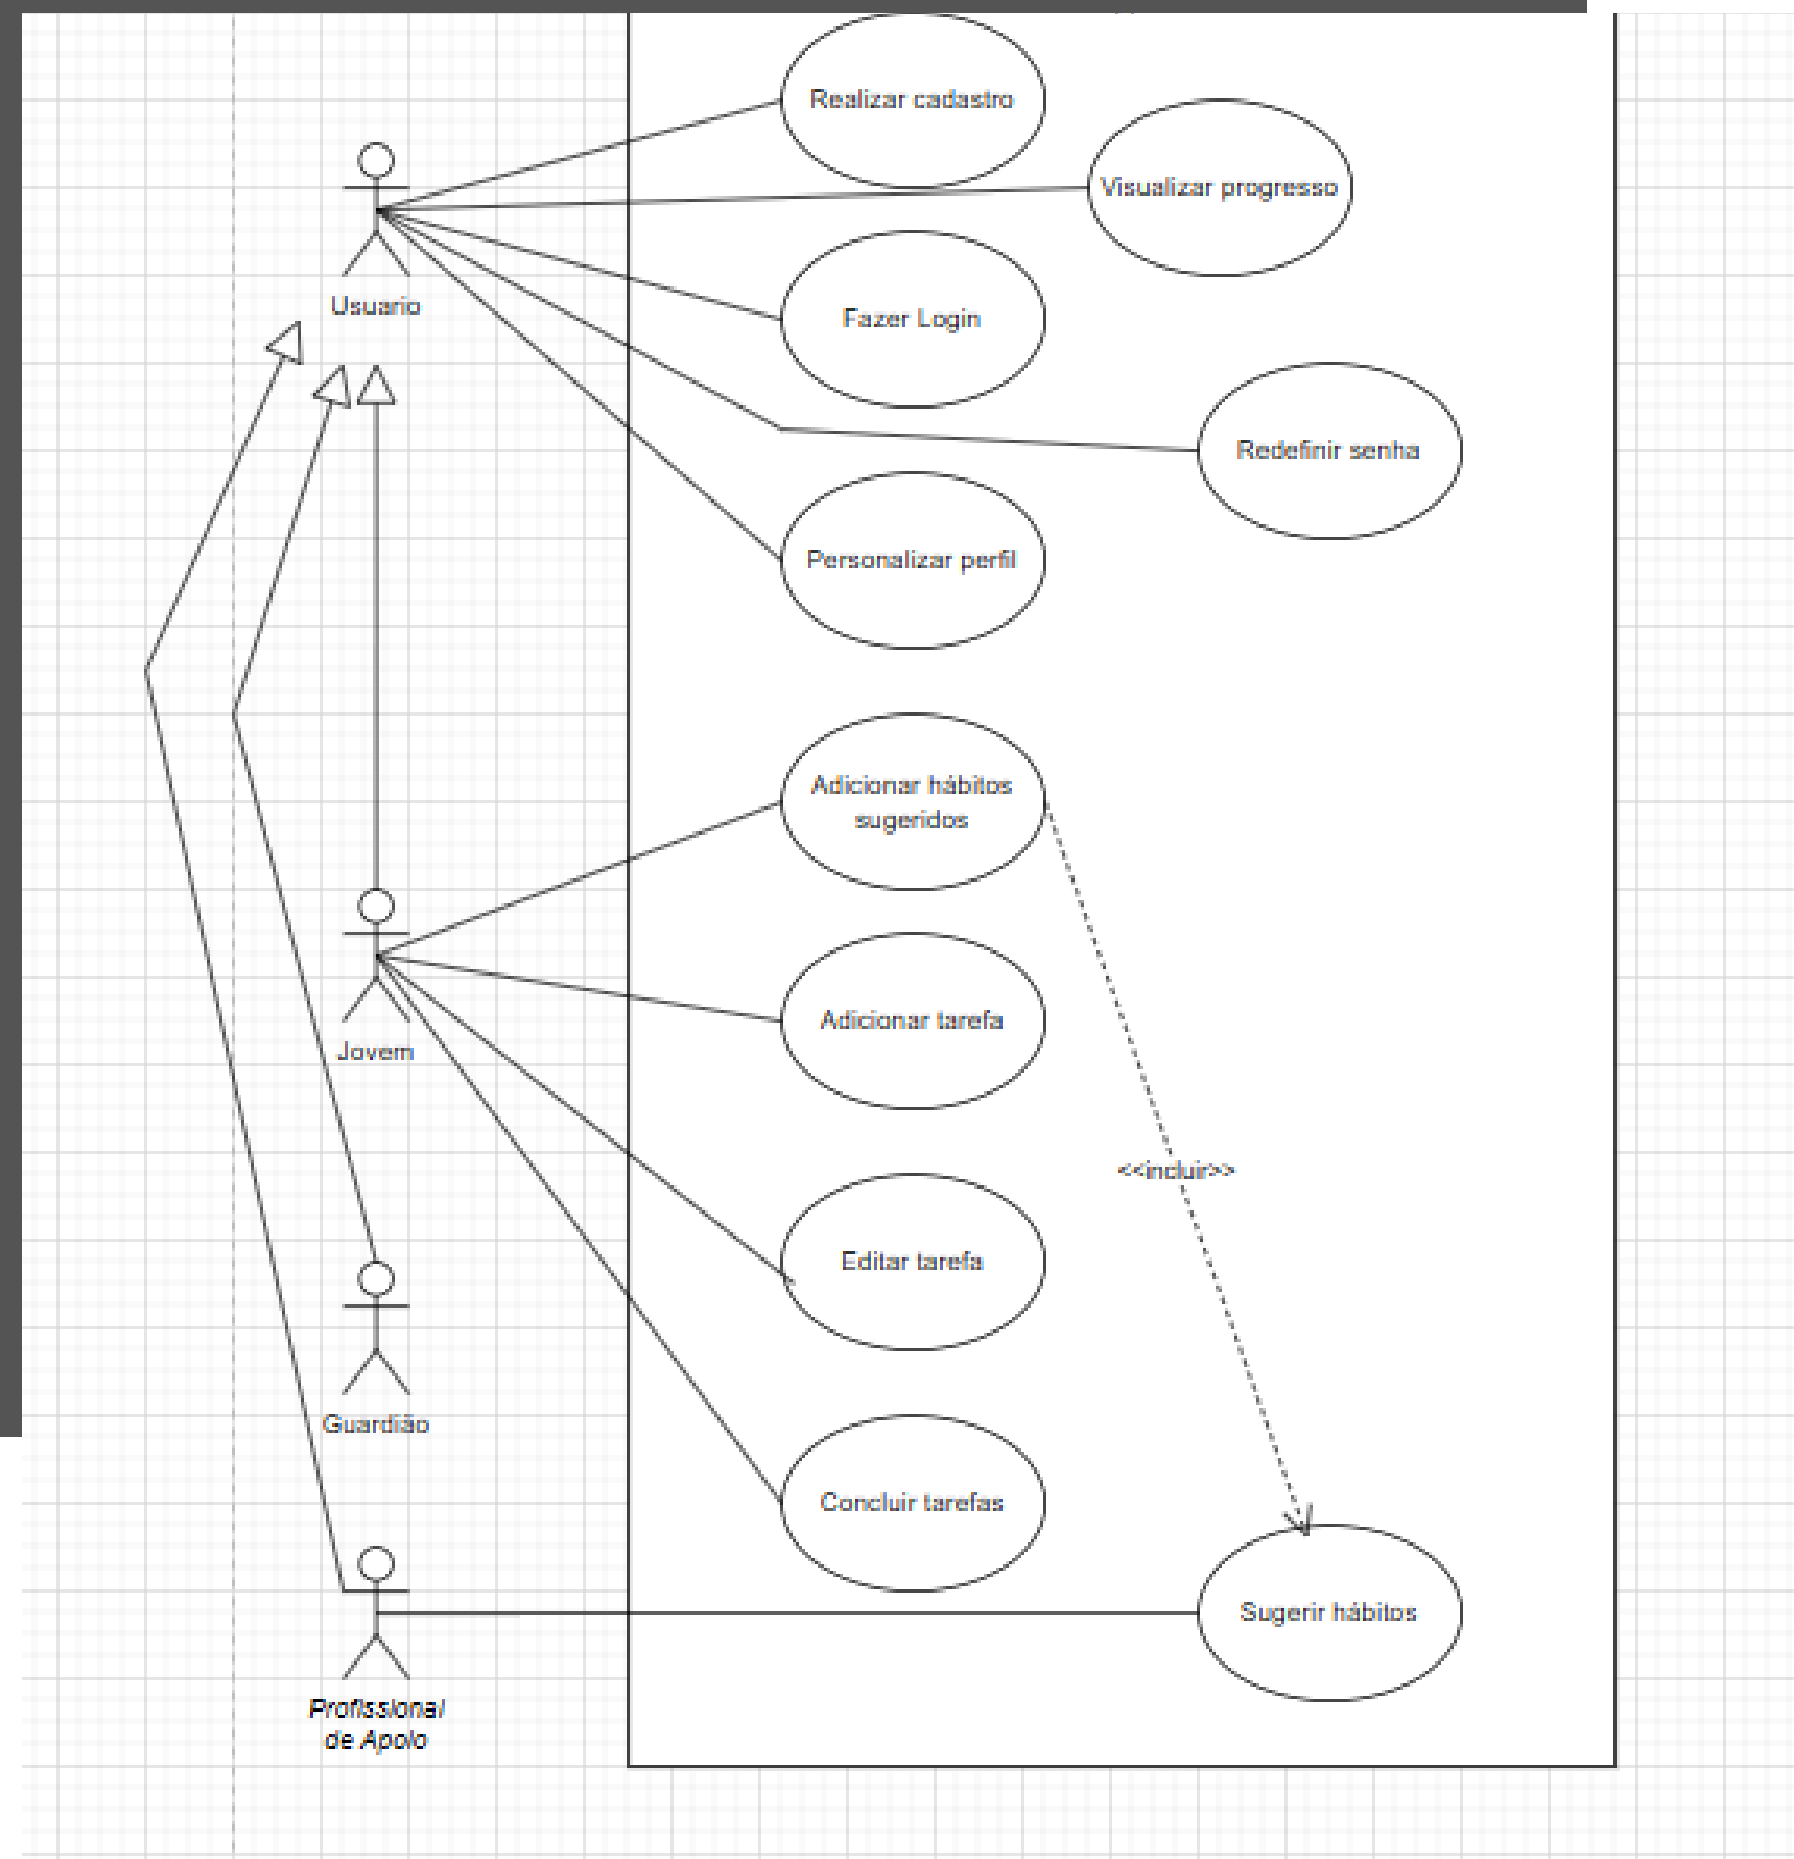 Realizar cadastro
Visualizar progresso
Usuario
Fazer Login
Redefinir senha
Personalizar perfil
Adicionar hábitos
sugeridos
Adicionar tarefa
Jovem
<<incluir>>
Editar tarefa
Guardião
Concluir tarefas
Sugerir hábitos
Profissional
de Apoio